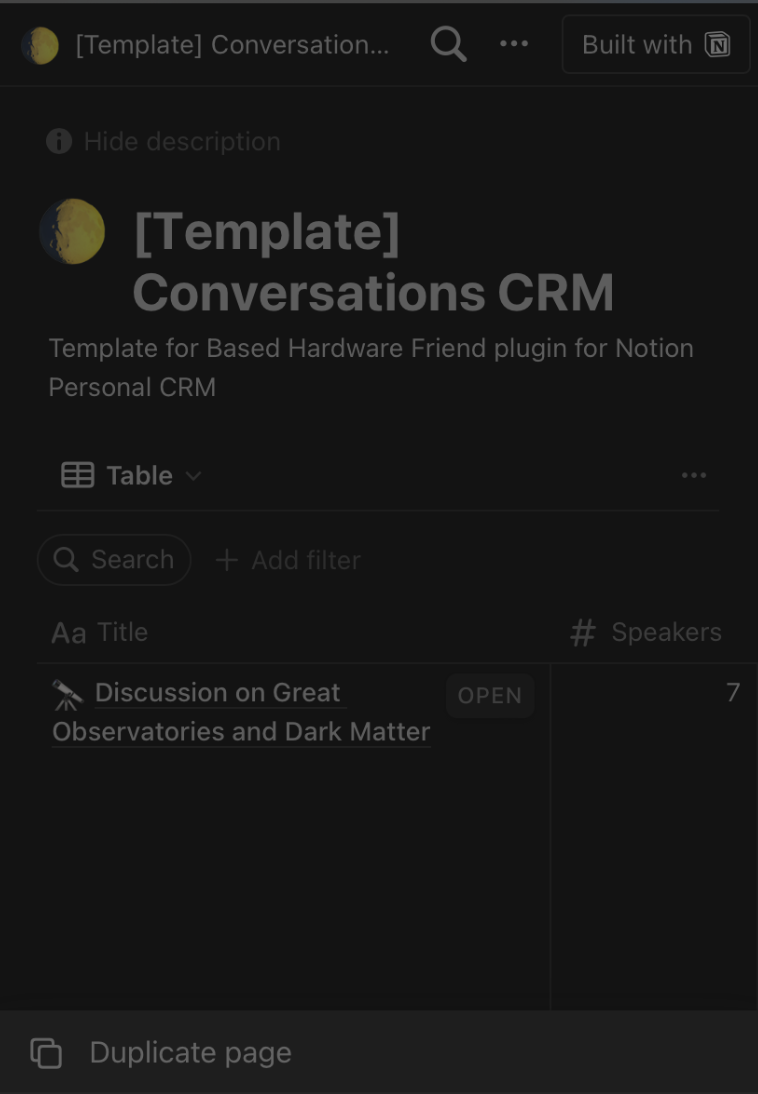 [Template] Conversation...
Built with
Hide description
[Template]
Conversations CRM
Template for Based Hardware Friend plugin for Notion
Personal CRM
Table
Search
Add filter
Aa Title
# Speakers
Discussion on Great
Observatories and Dark Matter
OPEN
7
Duplicate page